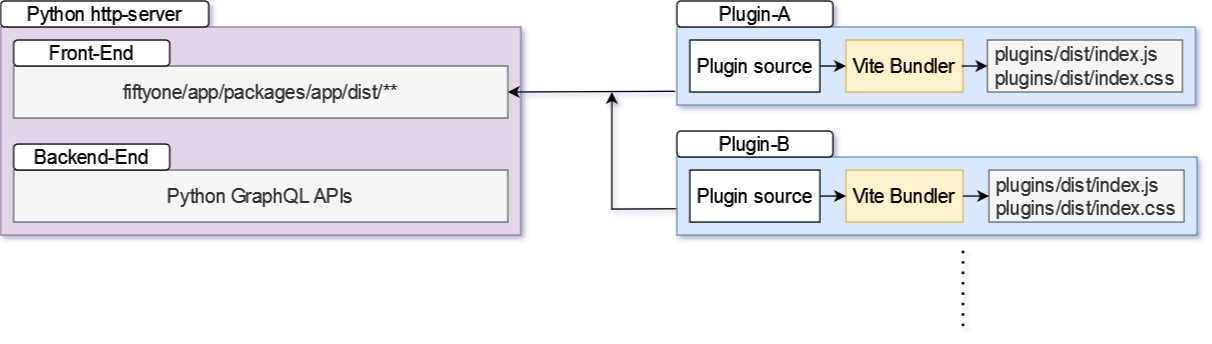 Python http-server
Front-End
fiftyone/app/packages/app/dist/**
Backend-End
Python GraphQL APIs
Plugin-A
Plugin source
Vite Bundler
plugins/dist/index.js
plugins/dist/index.css
Plugin-B
Plugin source
Vite Bundler
plugins/dist/index.js
plugins/dist/index.css